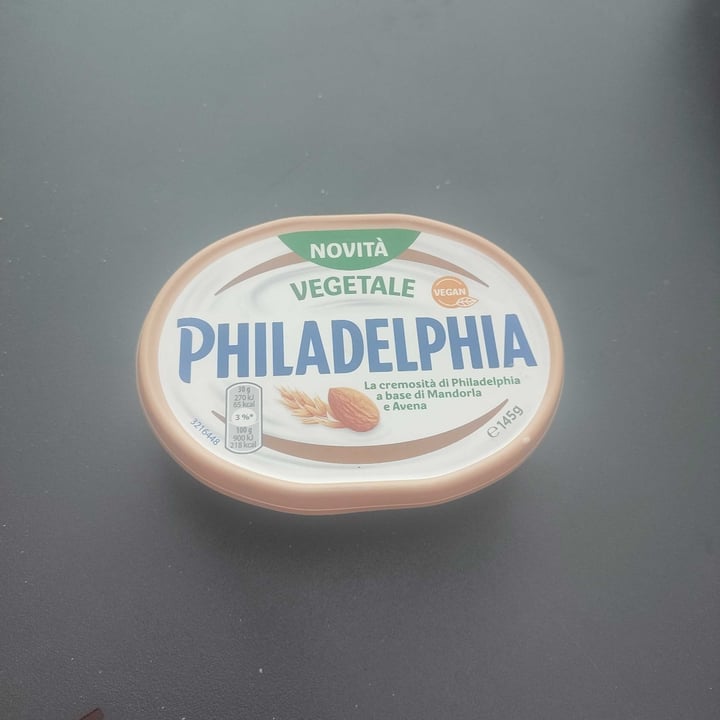 NOVITÀ
VEGETALE
VEGAN
PHILADELPHIA
La cremosità di Philadelphia
a base di Mandorla
e Avena
30 g
270 kJ
65 kcal
3 %*
100 g
900 kJ
218 kcal
3216448
℮ 145g